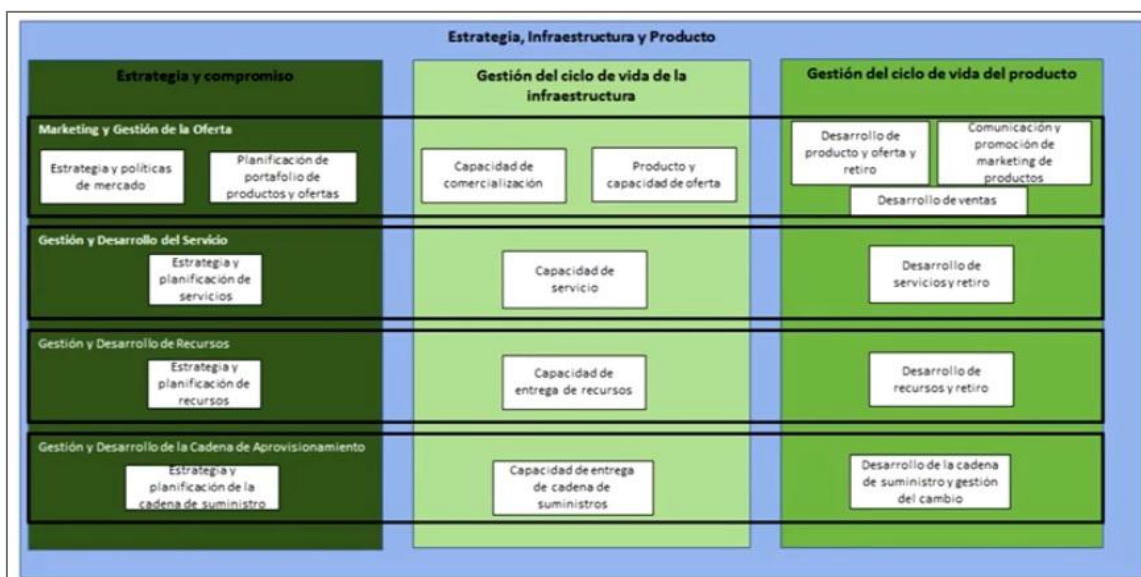 Estrategia, Infraestructura y Producto
Estrategia y compromiso
Gestión del ciclo de vida de la
infraestructura
Gestión del ciclo de vida del producto
Marketing y Gestión de la Oferta
Estrategia y políticas
de mercado
Planificación de
portafolio de
productos y ofertas
Capacidad de
comercialización
Producto y
capacidad de oferta
Desarrollo de
producto y oferta y
retiro
Comunicación y
promoción de
marketing de
productos
Desarrollo de ventas
Gestión y Desarrollo del Servicio
Estrategia y
planificación de
servicios
Capacidad de
servicio
Desarrollo de
servicios y retiro
Gestión y Desarrollo de Recursos
Estrategia y
planificación de
recursos
Capacidad de
entrega de recursos
Desarrollo de
recursos y retiro
Gestión y Desarrollo de la Cadena de Aprovisionamiento
Estrategia y
planificación de la
cadena de suministro
Capacidad de entrega
de cadena de
suministros
Desarrollo de la cadena
de suministro y gestión
del cambio